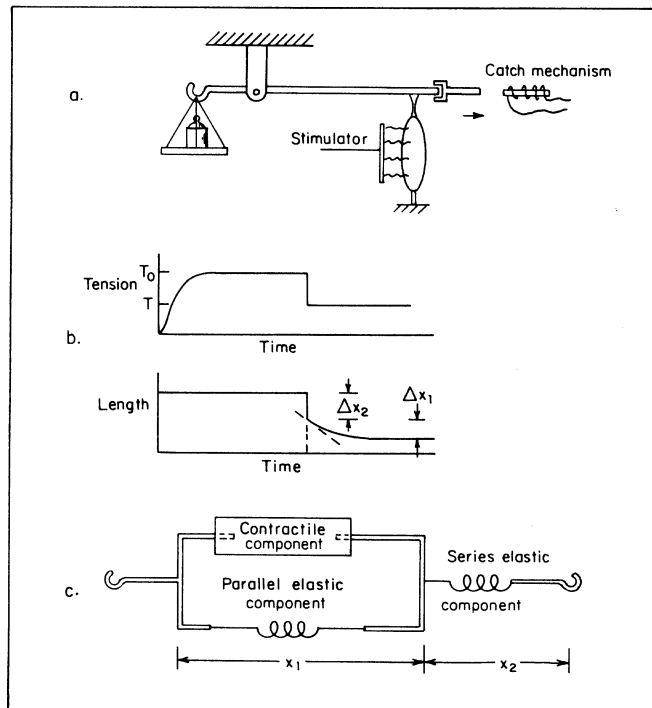 a.
Catch mechanism
Stimulator
b.
T₀
Tension
T
Time
Length
Δx₂
Δx₁
Time
c.
Contractile
component
Parallel elastic
component
Series elastic
component
x₁
x₂